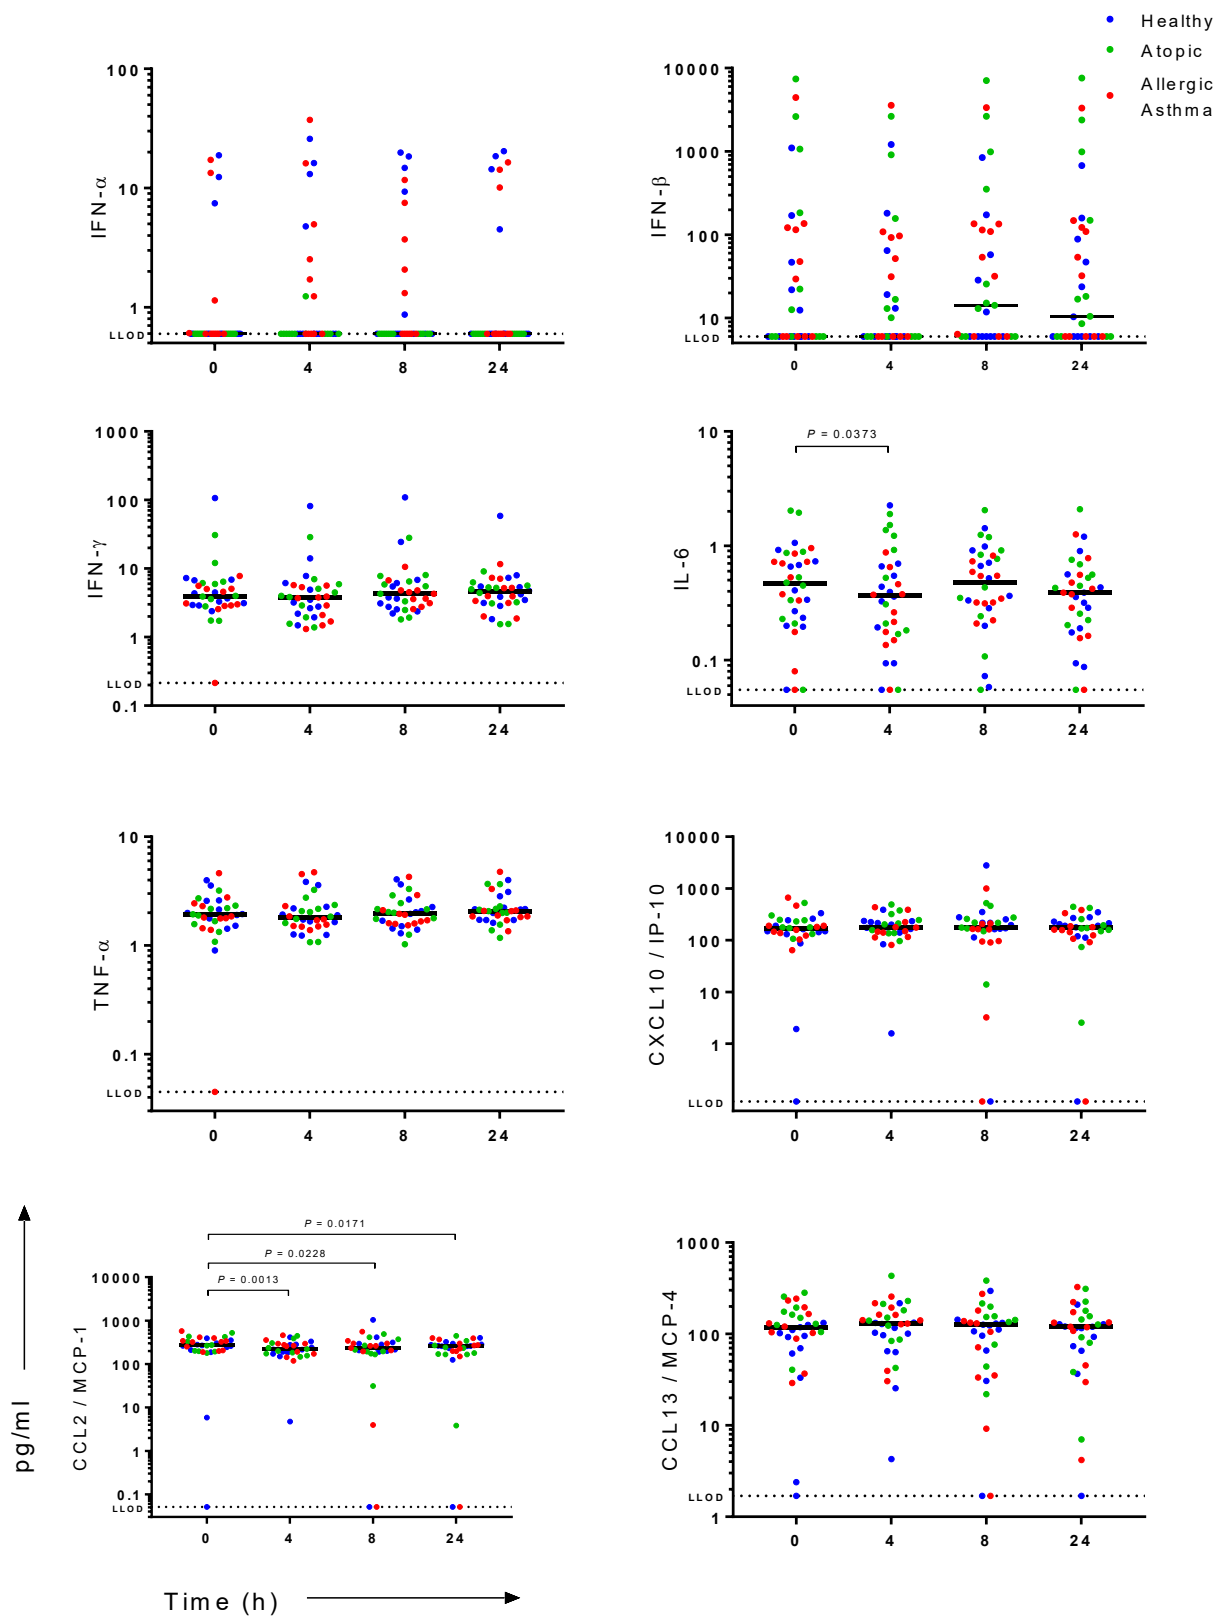 Healthy
Atopic
Allergic
Asthma
IFN-α
100
10
1
LLOD
0 4 8 24
IFN-β
10000
1000
100
10
LLOD
0 4 8 24
IFN-γ
1000
100
10
1
LLOD
0.1
0 4 8 24
IL-6
P = 0.0373
10
1
0.1
LLOD
0 4 8 24
TNF-α
10
1
0.1
LLOD
0 4 8 24
CXCL10 / IP-10
10000
1000
100
10
1
LLOD
0 4 8 24
CCL2 / MCP-1
P = 0.0171
P = 0.0228
P = 0.0013
10000
1000
100
10
1
0.1
LLOD
0 4 8 24
CCL13 / MCP-4
1000
100
10
LLOD
1
0 4 8 24
pg/ml
Time (h)